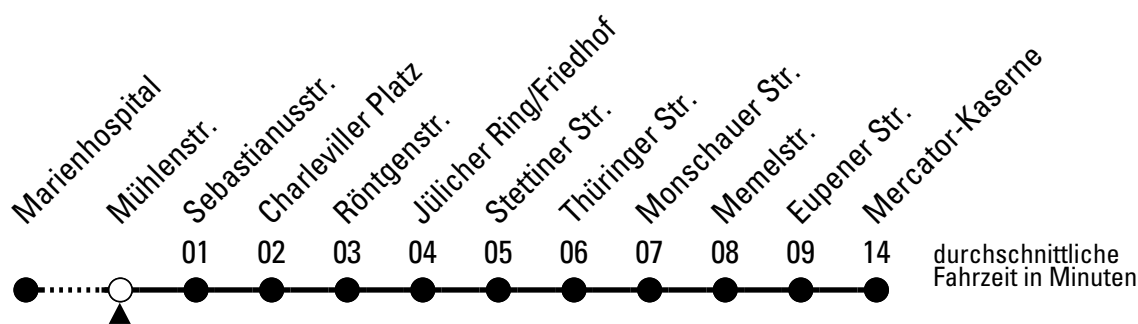 Marienhospital
Mühlenstr.
Sebastianusstr.
Charleviller Platz
Röntgenstr.
Jülicher Ring/Friedhof
Stettiner Str.
Thüringer Str.
Monschauer Str.
Memelstr.
Eupener Str.
Mercator-Kaserne
01 02 03 04 05 06 07 08 09 14
durchschnittliche
Fahrzeit in Minuten